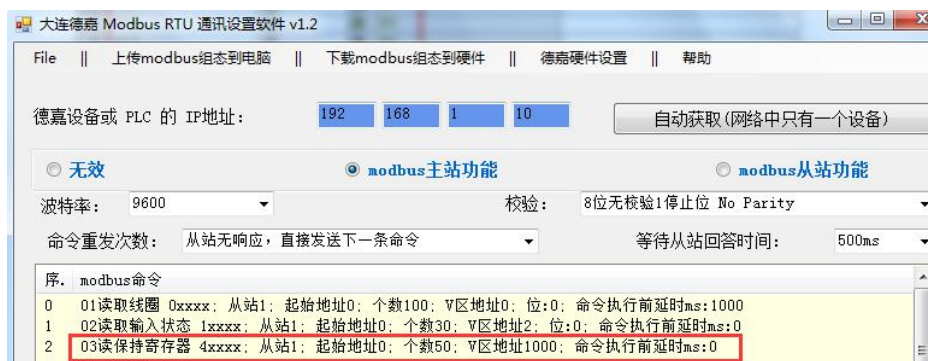 大连德嘉 Modbus RTU 通讯设置软件 v1.2
File || 上传modbus组态到电脑 || 下载modbus组态到硬件 || 德嘉硬件设置 || 帮助
德嘉设备或 PLC 的 IP地址: 192 168 1 10 自动获取(网络中只有一个设备)
无效 modbus主站功能 modbus从站功能
波特率: 9600 校验: 8位无校验1停止位 No Parity
命令重发次数: 从站无响应，直接发送下一条命令 等待从站回答时间: 500ms
序. modbus命令
0 01读取线圈 0xxxx; 从站1; 起始地址0; 个数100; V区地址0; 位:0; 命令执行前延时ms:1000
1 02读取输入状态 1xxxx; 从站1; 起始地址0; 个数30; V区地址2; 位:0; 命令执行前延时ms:0
2 03读保持寄存器 4xxxx; 从站1; 起始地址0; 个数50; V区地址1000; 命令执行前延时ms:0